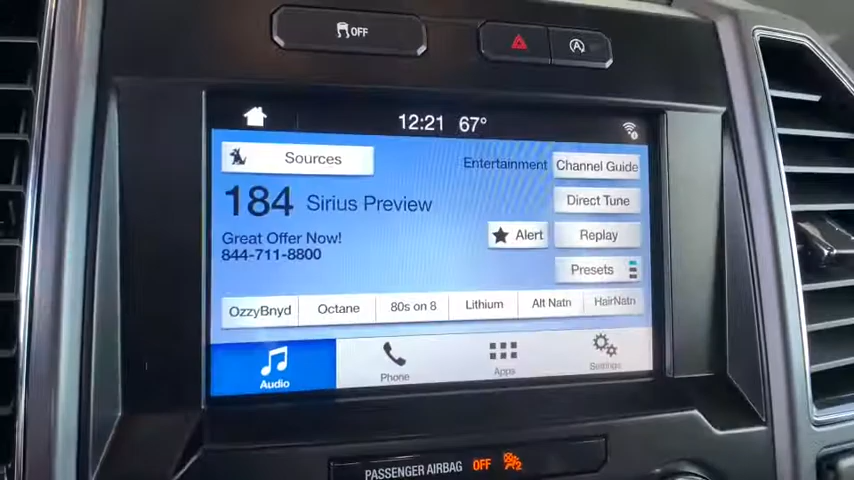 OFF
A
12:21 67°
Sources
Entertainment
Channel Guide
184 Sirius Preview
Direct Tune
Great Offer Now!
844-711-8800
Alert
Replay
Presets
OzzyBnyd Octane 80s on 8 Lithium Alt Natn HairNatn
Audio Phone Apps Settings
PASSENGER AIRBAG OFF 2